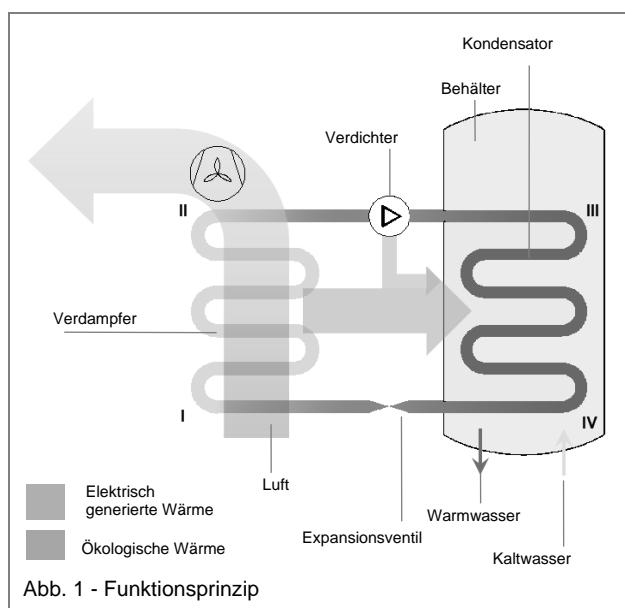 Kondensator
Behälter
Verdichter
II
III
Verdampfer
I
IV
Luft
Elektrisch
generierte Wärme
Warmwasser
Expansionsventil
Ökologische Wärme
Kaltwasser
Abb. 1 - Funktionsprinzip